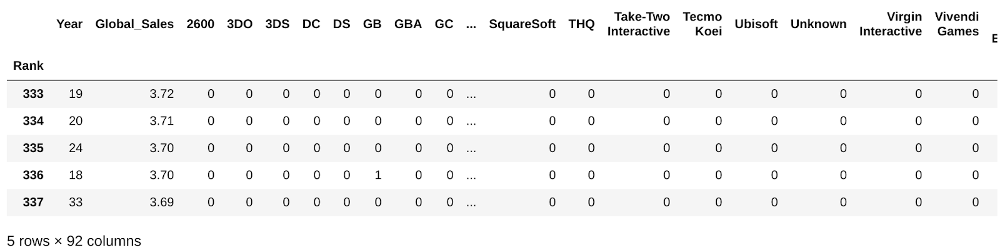 Year Global_Sales 2600 3DO 3DS DC DS GB GBA GC ... SquareSoft THQ Take-Two Interactive Tecmo Koei Ubisoft Unknown Virgin Interactive Vivendi Games
Rank
333 19 3.72 0 0 0 0 0 0 0 0 ... 0 0 0 0 0 0 0 0
334 20 3.71 0 0 0 0 0 0 0 0 ... 0 0 0 0 0 0 0 0
335 24 3.70 0 0 0 0 0 0 0 0 ... 0 0 0 0 0 0 0 0
336 18 3.70 0 0 0 0 0 1 0 0 ... 0 0 0 0 0 0 0 0
337 33 3.69 0 0 0 0 0 0 0 0 ... 0 0 0 0 0 0 0 0
5 rows × 92 columns